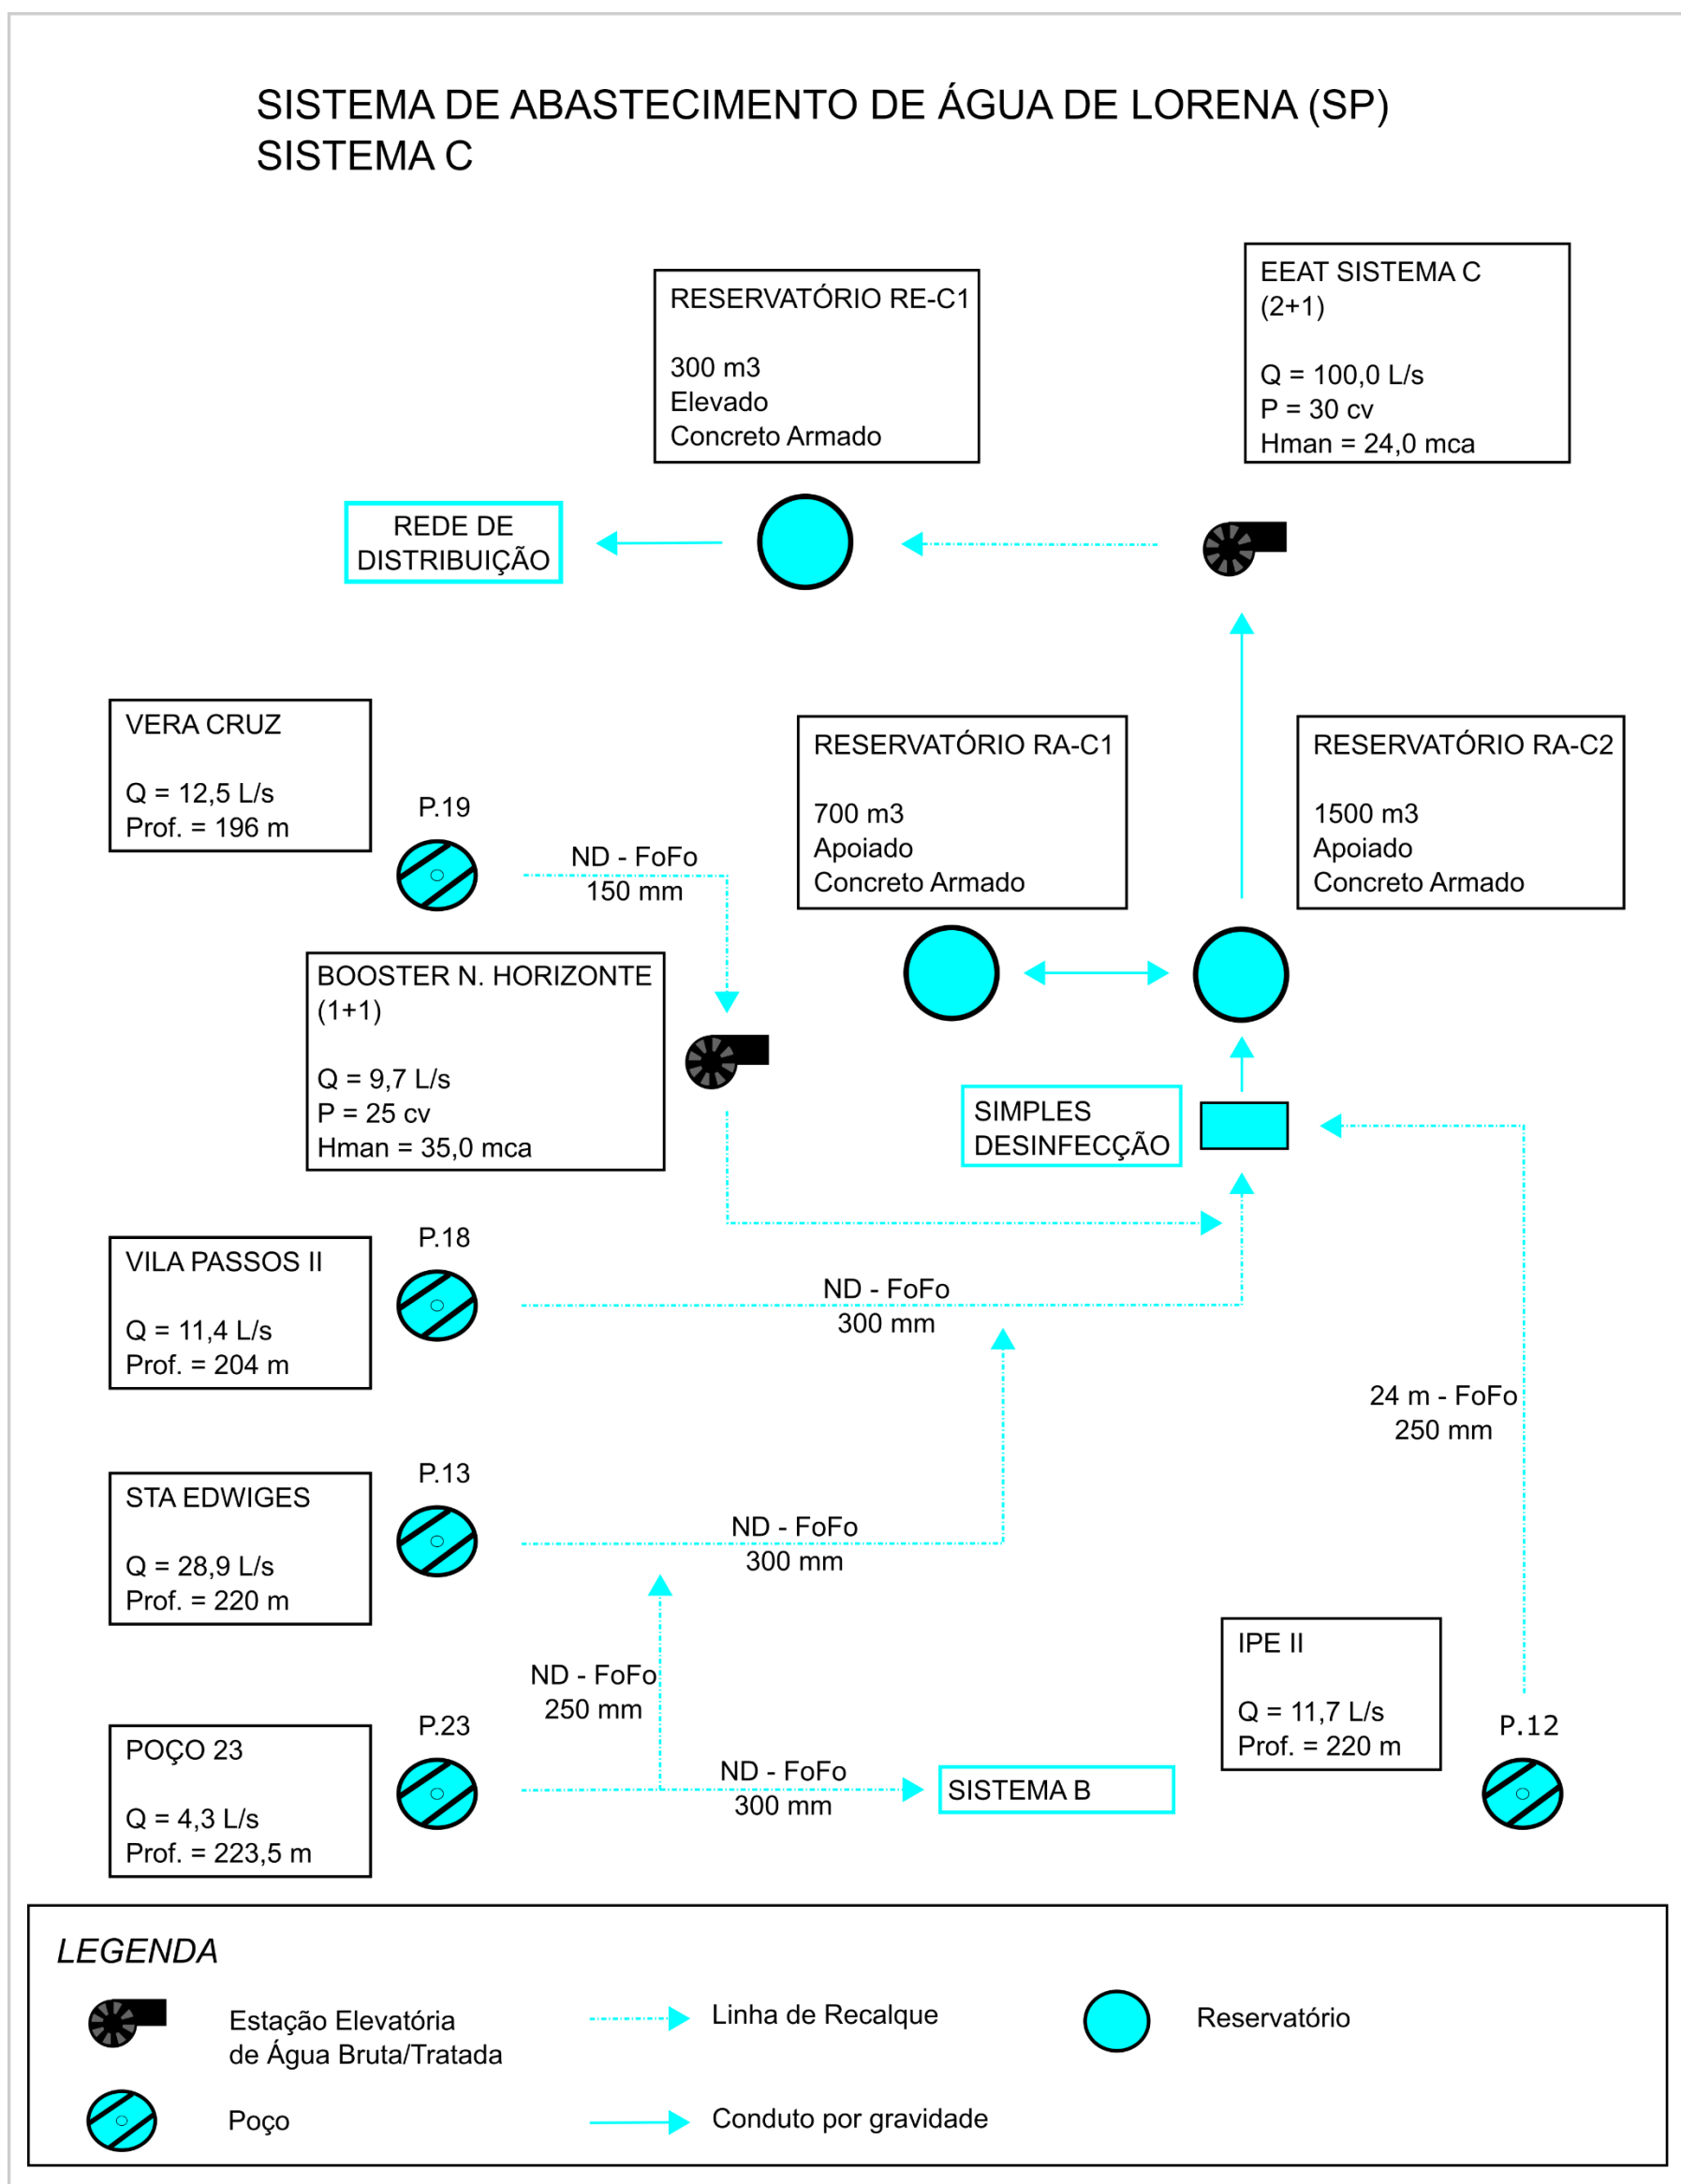 SISTEMA DE ABASTECIMENTO DE ÁGUA DE LORENA (SP)
SISTEMA C
EEAT SISTEMA C
(2+1)
Q = 100,0 L/s
P = 30 cv
Hman = 24,0 mca
RESERVATÓRIO RE-C1
300 m3
Elevado
Concreto Armado
REDE DE
DISTRIBUIÇÃO
VERA CRUZ
Q = 12,5 L/s
Prof. = 196 m
P.19
ND - FoFo
150 mm
RESERVATÓRIO RA-C1
700 m3
Apoiado
Concreto Armado
RESERVATÓRIO RA-C2
1500 m3
Apoiado
Concreto Armado
BOOSTER N. HORIZONTE
(1+1)
Q = 9,7 L/s
P = 25 cv
Hman = 35,0 mca
SIMPLES
DESINFECÇÃO
VILA PASSOS II
Q = 11,4 L/s
Prof. = 204 m
P.18
ND - FoFo
300 mm
24 m - FoFo
250 mm
STA EDWIGES
Q = 28,9 L/s
Prof. = 220 m
P.13
ND - FoFo
300 mm
ND - FoFo
250 mm
IPE II
Q = 11,7 L/s
Prof. = 220 m
P.12
POÇO 23
Q = 4,3 L/s
Prof. = 223,5 m
P.23
ND - FoFo
300 mm
SISTEMA B
LEGENDA
Estação Elevatória
de Água Bruta/Tratada
Linha de Recalque
Reservatório
Poço
Conduto por gravidade